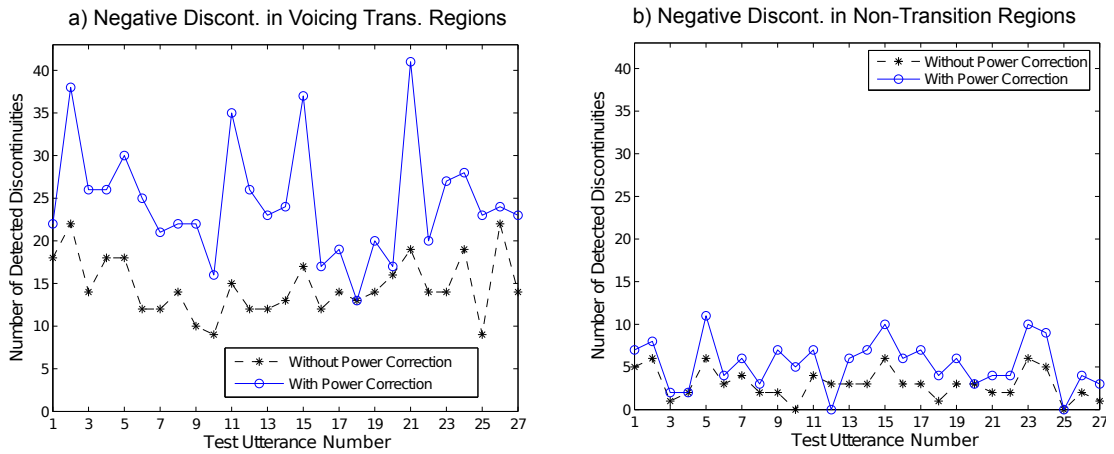 a) Negative Discont. in Voicing Trans. Regions
Number of Detected Discontinuities
40
35
30
25
20
15
10
5
0
Without Power Correction
With Power Correction
1 3 5 7 9 11 13 15 17 19 21 23 25 27
Test Utterance Number
b) Negative Discont. in Non-Transition Regions
Number of Detected Discontinuities
40
35
30
25
20
15
10
5
0
Without Power Correction
With Power Correction
1 3 5 7 9 11 13 15 17 19 21 23 25 27
Test Utterance Number